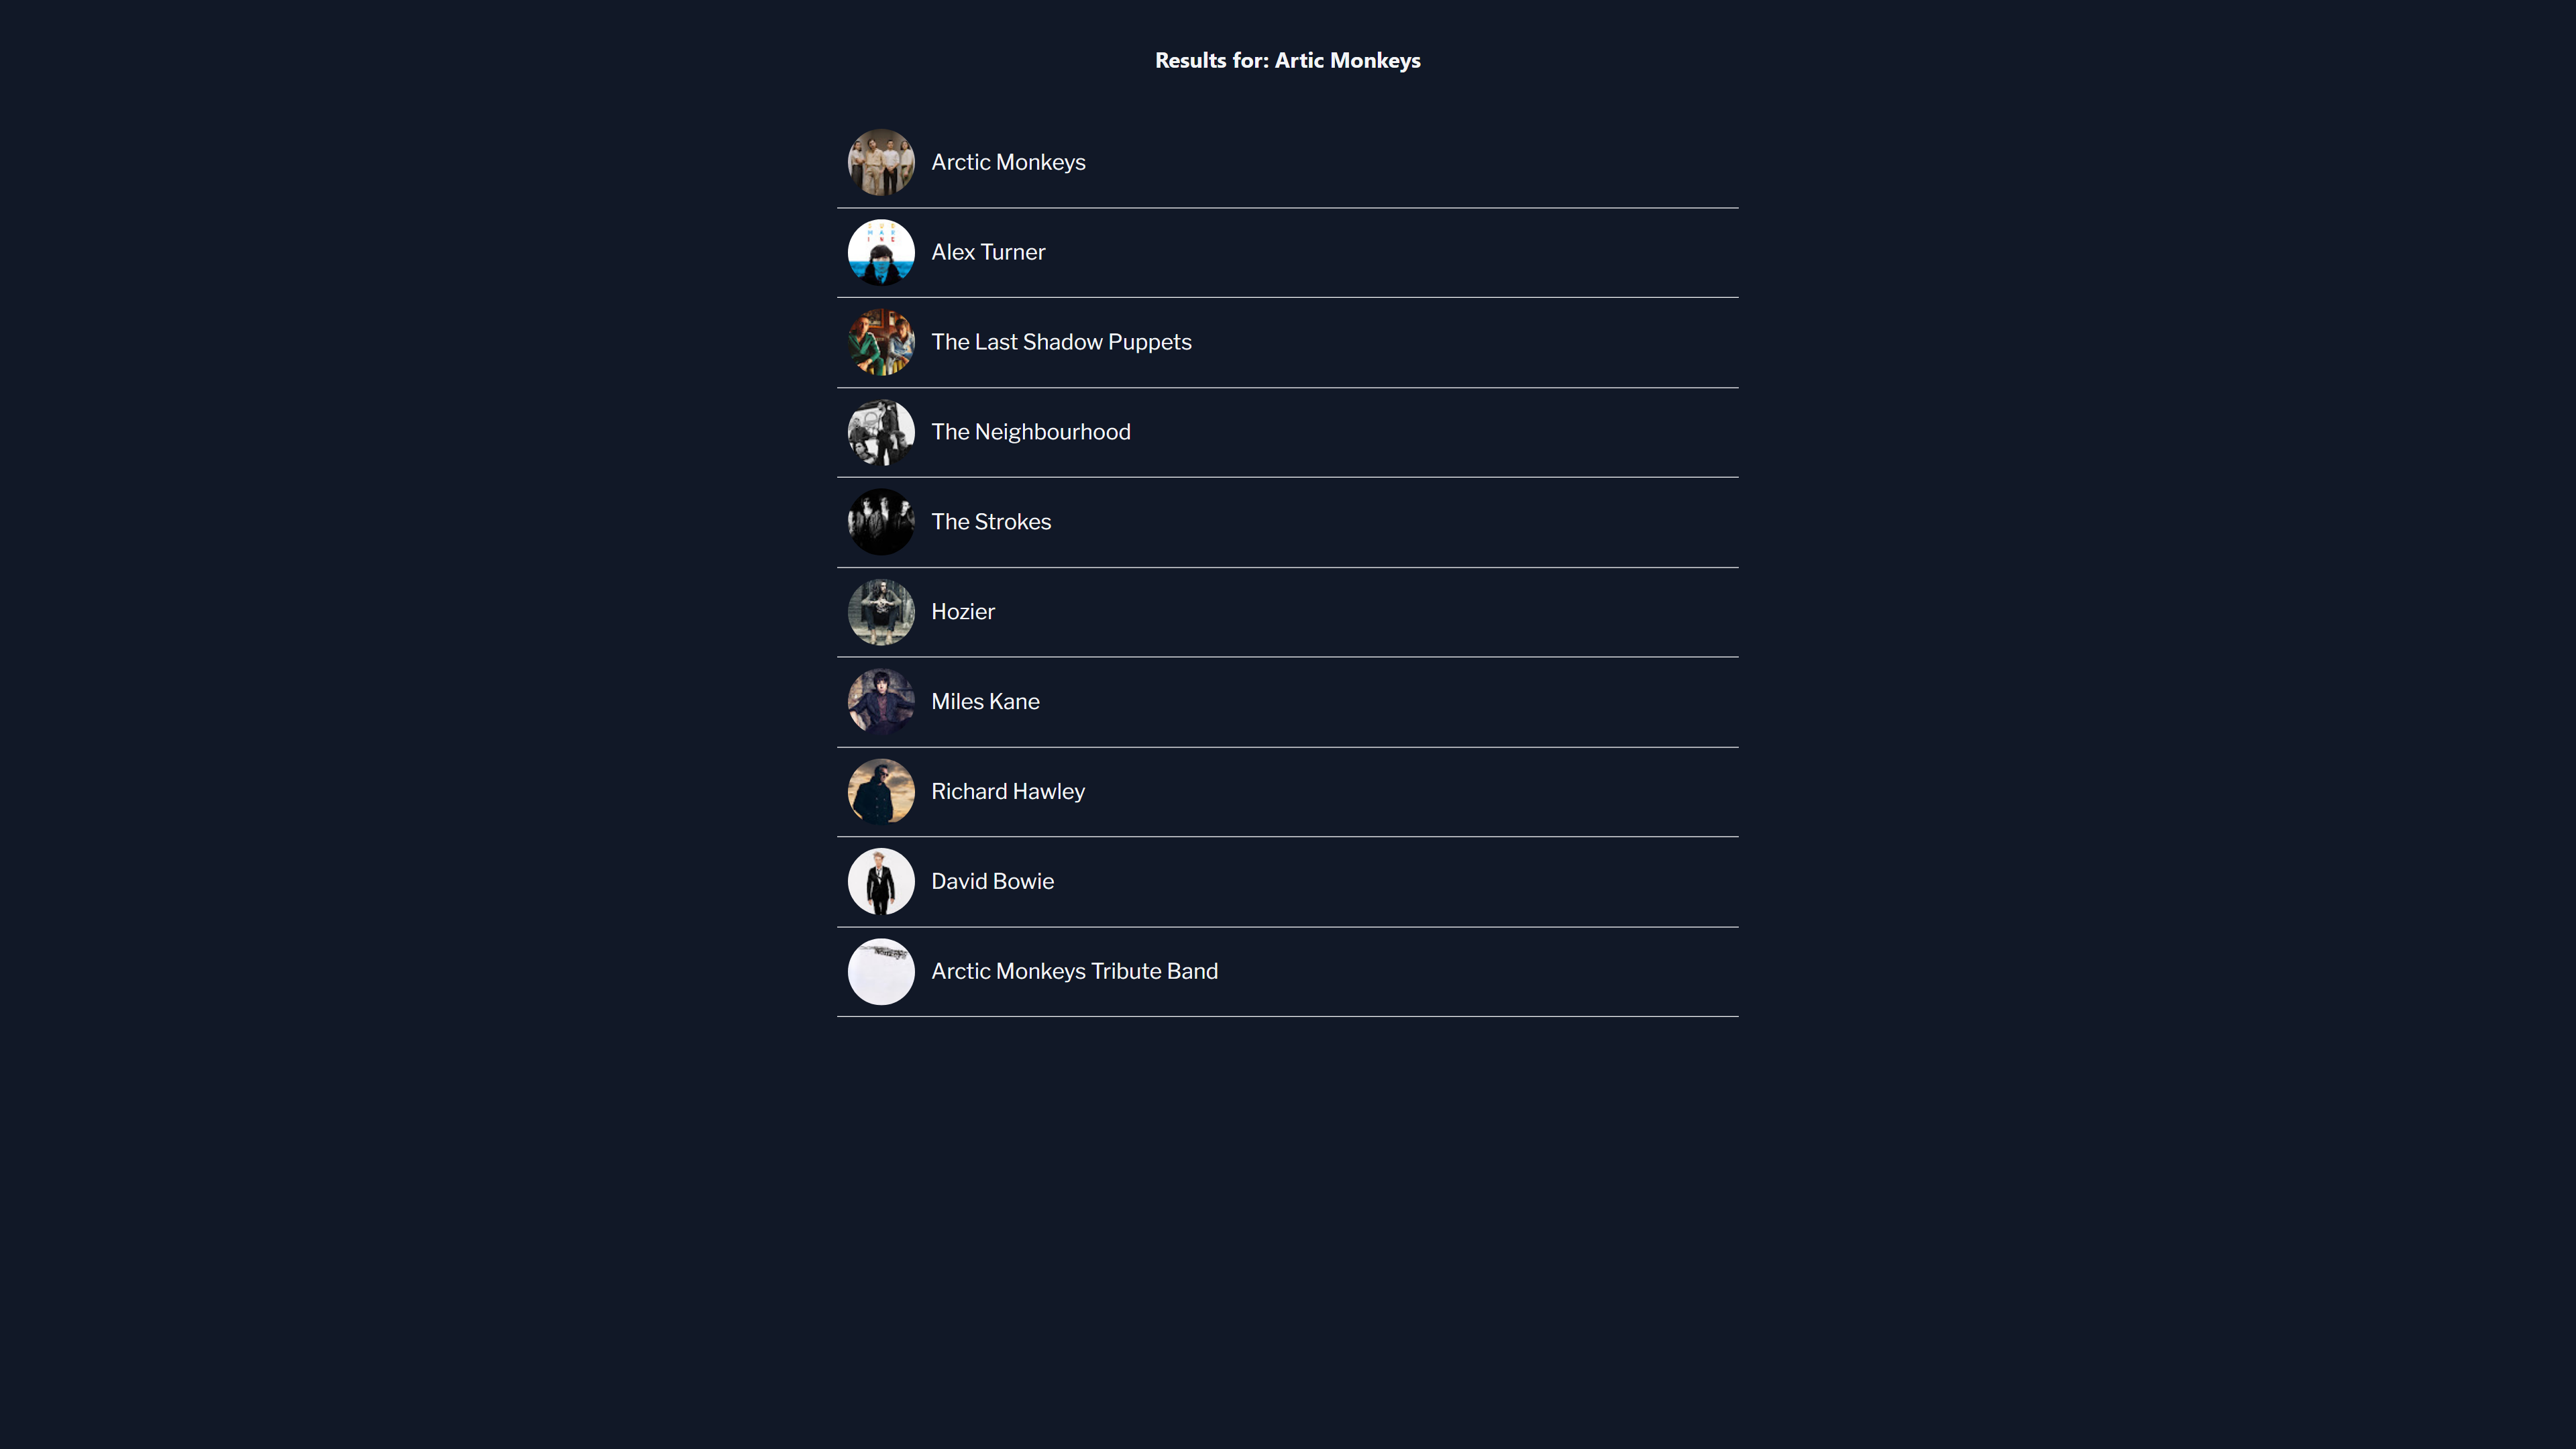 Results for: Artic Monkeys
Arctic Monkeys
Alex Turner
The Last Shadow Puppets
The Neighbourhood
The Strokes
Hozier
Miles Kane
Richard Hawley
David Bowie
Arctic Monkeys Tribute Band